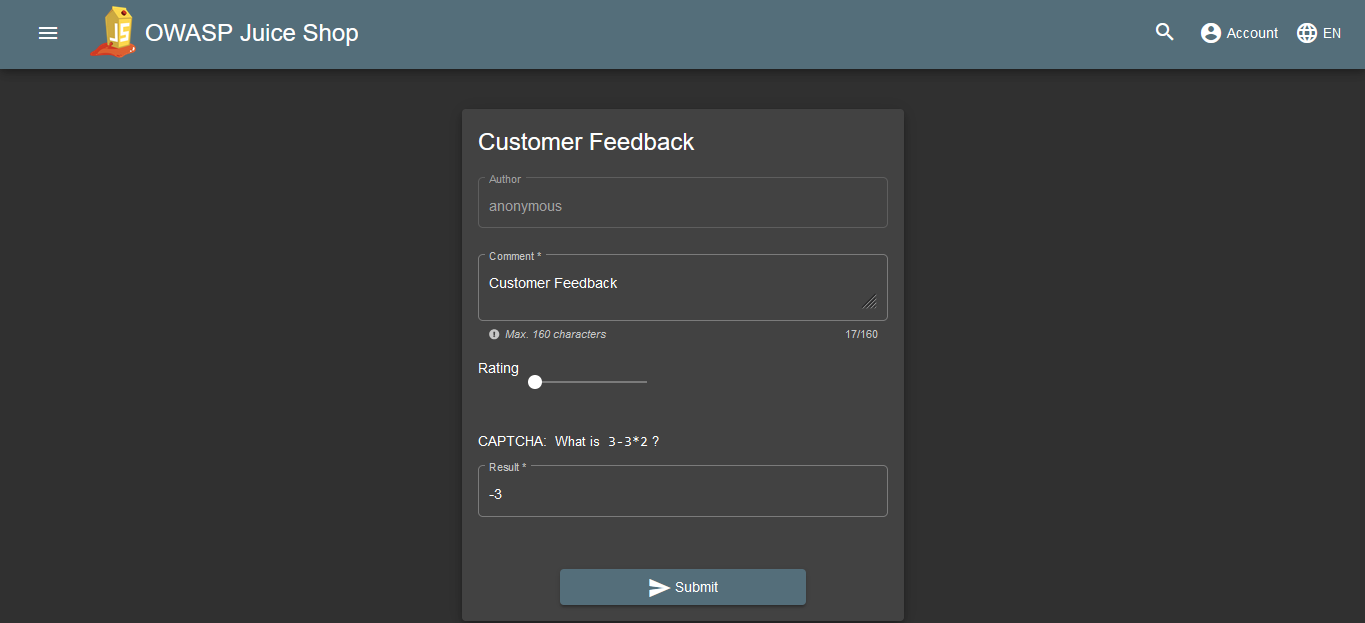 JS OWASP Juice Shop Account EN
Customer Feedback
Author
anonymous
Comment *
Customer Feedback
Max. 160 characters 17/160
Rating
CAPTCHA: What is 3-3*2 ?
Result *
-3
Submit